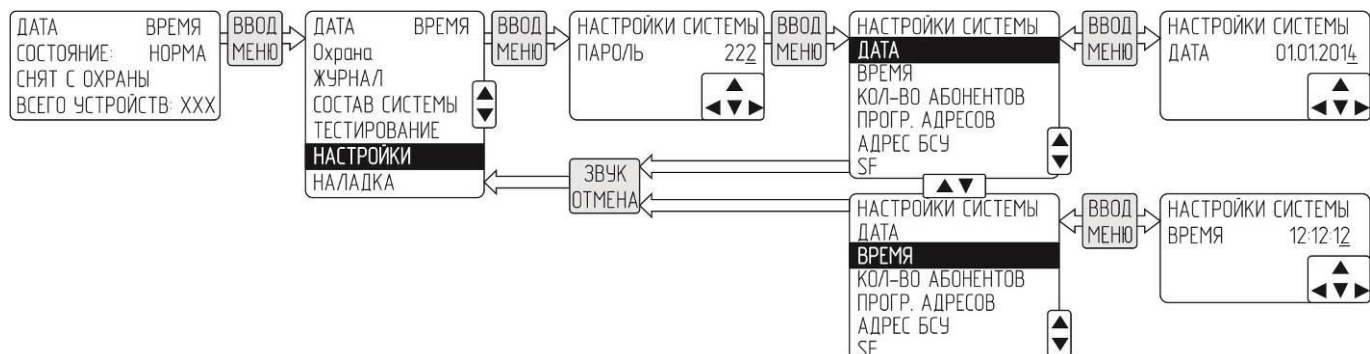 ДАТА ВРЕМЯ
СОСТОЯНИЕ: НОРМА
СНЯТ С ОХРАНЫ
ВСЕГО УСТРОЙСТВ: XXX
ВВОД
МЕНЮ
ДАТА ВРЕМЯ
Охрана
ЖУРНАЛ
СОСТАВ СИСТЕМЫ
ТЕСТИРОВАНИЕ
НАСТРОЙКИ
НАЛАДКА
ВВОД
МЕНЮ
НАСТРОЙКИ СИСТЕМЫ
ПАРОЛЬ 222
ВВОД
МЕНЮ
НАСТРОЙКИ СИСТЕМЫ
ДАТА
ВРЕМЯ
КОЛ-ВО АБОНЕНТОВ
ПРОГР. АДРЕСОВ
АДРЕС БСУ
SF
ВВОД
МЕНЮ
НАСТРОЙКИ СИСТЕМЫ
ДАТА 01.01.2014
ЗВУК
ОТМЕНА
НАСТРОЙКИ СИСТЕМЫ
ДАТА
ВРЕМЯ
КОЛ-ВО АБОНЕНТОВ
ПРОГР. АДРЕСОВ
АДРЕС БСУ
SF
ВВОД
МЕНЮ
НАСТРОЙКИ СИСТЕМЫ
ВРЕМЯ 12:12:12